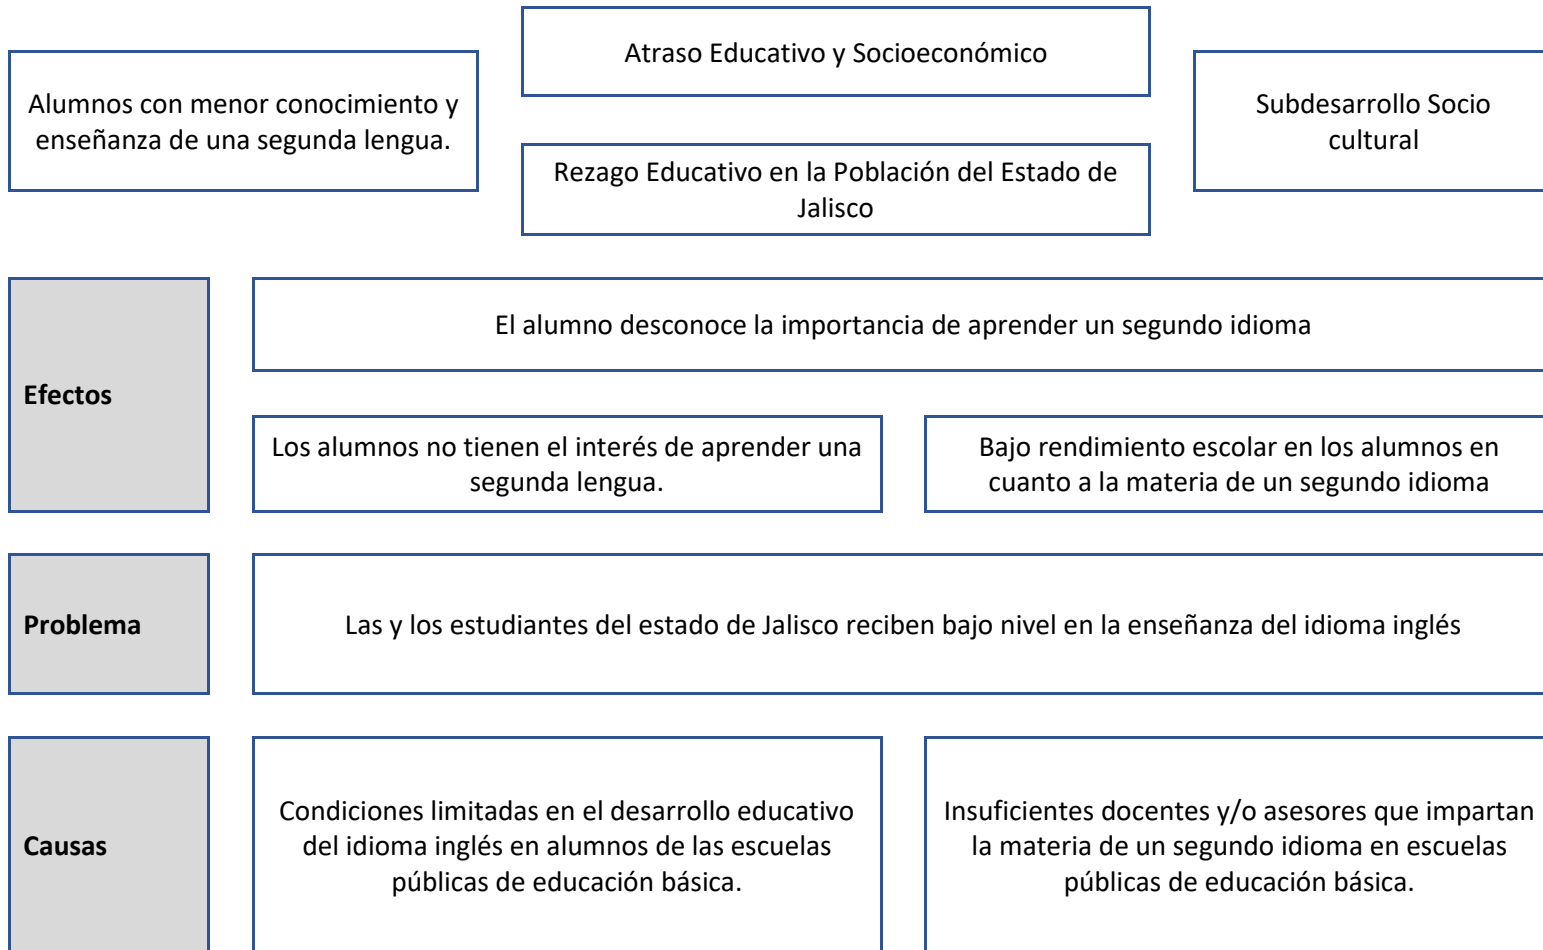 Atraso Educativo y Socioeconómico
Alumnos con menor conocimiento y
enseñanza de una segunda lengua.
Subdesarrollo Socio
cultural
Rezago Educativo en la Población del Estado de
Jalisco
Efectos
El alumno desconoce la importancia de aprender un segundo idioma
Los alumnos no tienen el interés de aprender una
segunda lengua.
Bajo rendimiento escolar en los alumnos en
cuanto a la materia de un segundo idioma
Problema
Las y los estudiantes del estado de Jalisco reciben bajo nivel en la enseñanza del idioma inglés
Causas
Condiciones limitadas en el desarrollo educativo
del idioma inglés en alumnos de las escuelas
públicas de educación básica.
Insuficientes docentes y/o asesores que impartan
la materia de un segundo idioma en escuelas
públicas de educación básica.